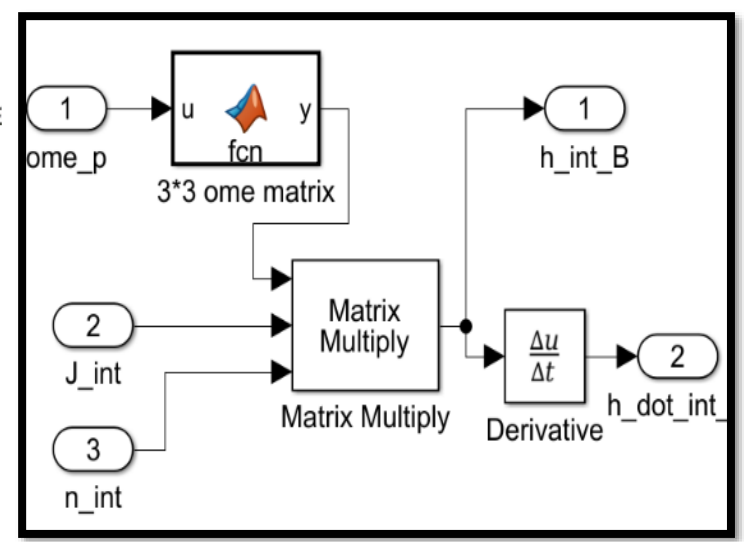 1
ome_p
u
y
fcn
3*3 ome matrix
1
h_int_B
2
J_int
Matrix
Multiply
Matrix Multiply
Δu
Δt
Derivative
2
h_dot_int_
3
n_int